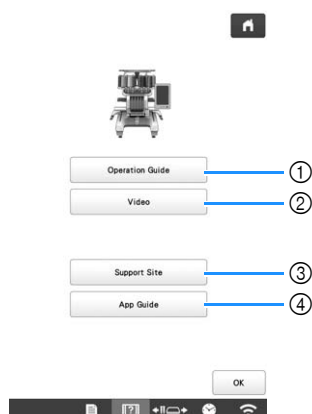 Operation Guide ①
Video ②
Support Site ③
App Guide ④
OK